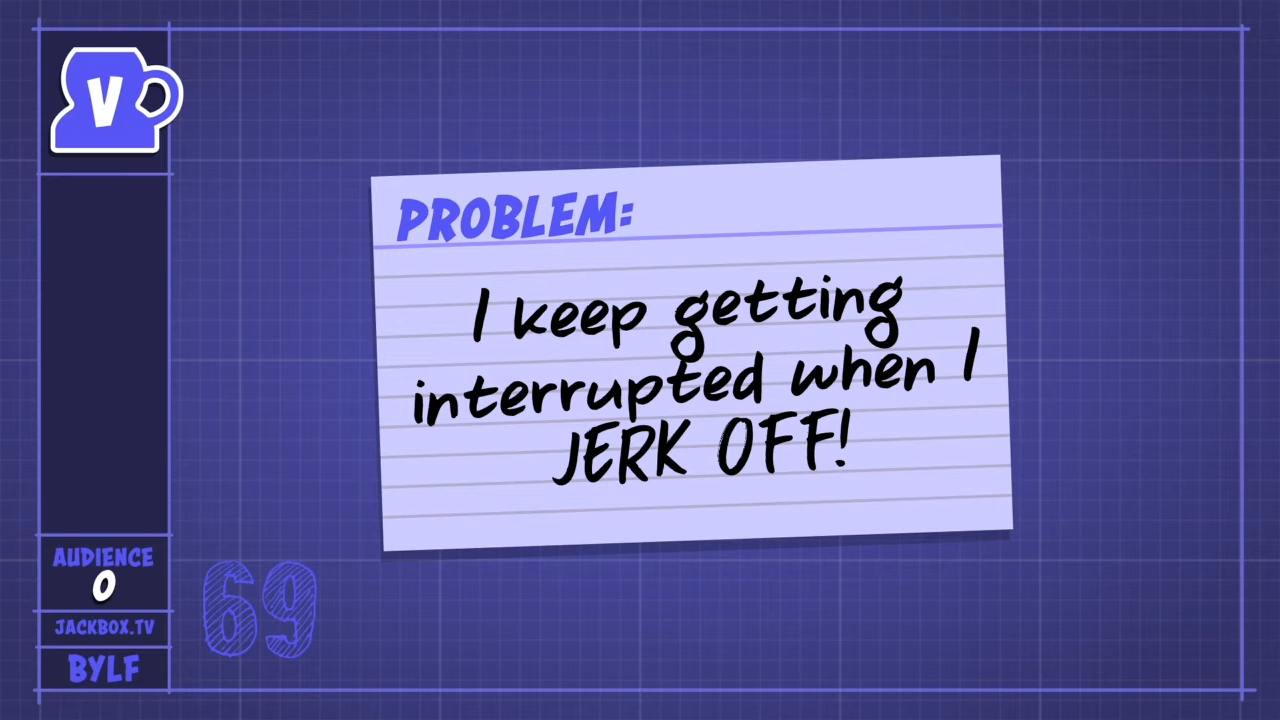 V
PROBLEM:
I keep getting
interrupted when I
JERK OFF!
AUDIENCE
0
JACKBOX.TV
BYLF
69